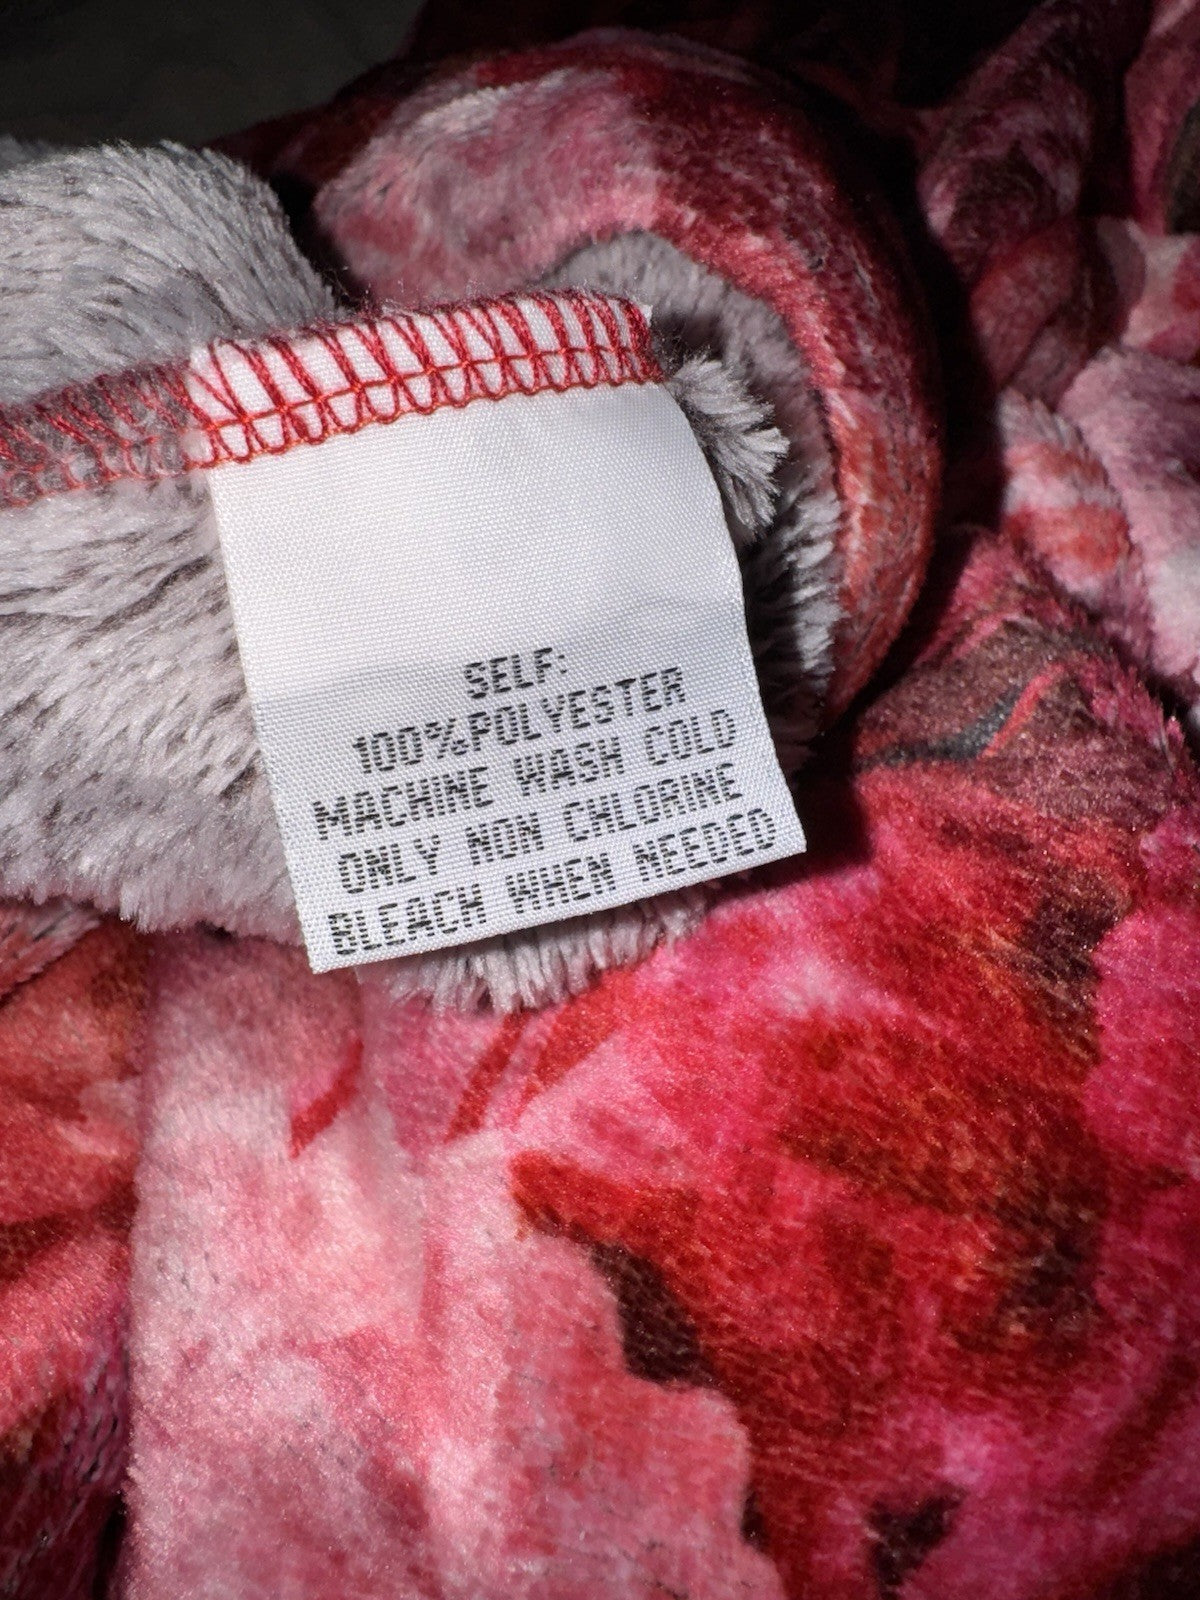 SELF:
100%POLYESTER
MACHINE WASH COLD
ONLY NON CHLORINE
BLEACH WHEN NEEDED